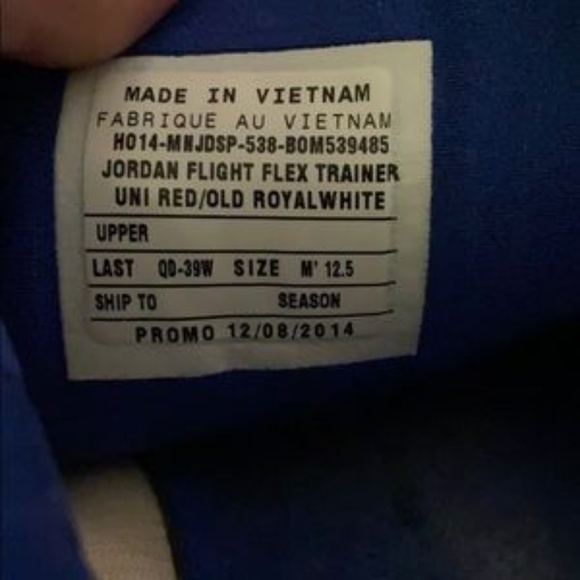 MADE IN VIETNAM
FABRIQUE AU VIETNAM
HO14-MNJDSP-538-BOM539485
JORDAN FLIGHT FLEX TRAINER
UNI RED/OLD ROYALWHITE
UPPER
LAST QD-39W SIZE M' 12.5
SHIP TO SEASON
PROMO 12/08/2014